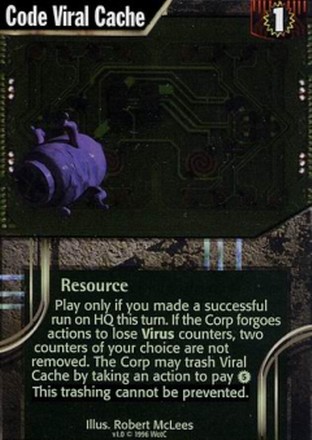 Code Viral Cache
1
Resource
Play only if you made a successful
run on HQ this turn. If the Corp forgoes
actions to lose Virus counters, two
counters of your choice are not
removed. The Corp may trash Viral
Cache by taking an action to pay 5
This trashing cannot be prevented.
Illus. Robert McLees
v1.0 © 1996 WotC